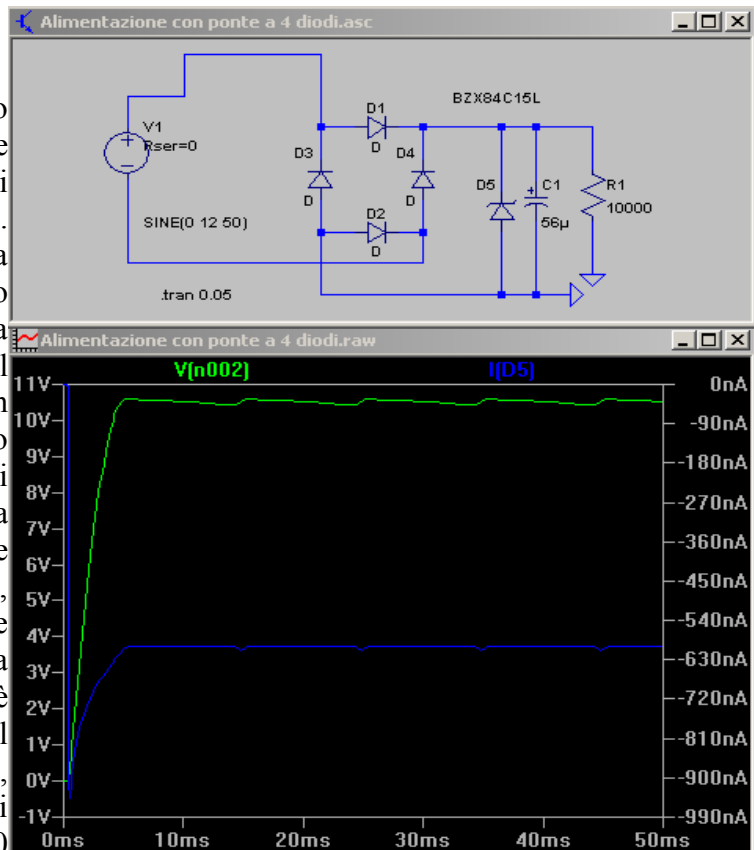 Alimentazione con ponte a 4 diodi.asc
D1
BZX84C15L
V1
Rser=0
D
D3
D4
D5
C1
R1
D
D
10000
D2
56µ
SINE(0 12 50)
D
.tran 0.05
Alimentazione con ponte a 4 diodi.raw
V(n002)
I(D5)
11V
0nA
10V
-90nA
9V
-180nA
8V
-270nA
7V
-360nA
6V
-450nA
5V
-540nA
4V
-630nA
3V
-720nA
2V
-810nA
1V
-900nA
0V
-1V
-990nA
0ms
10ms
20ms
30ms
40ms
50ms
o
e
i
.
a
o
a
l
n
o
i
a
e
,
e
a
è
l
,
i
0